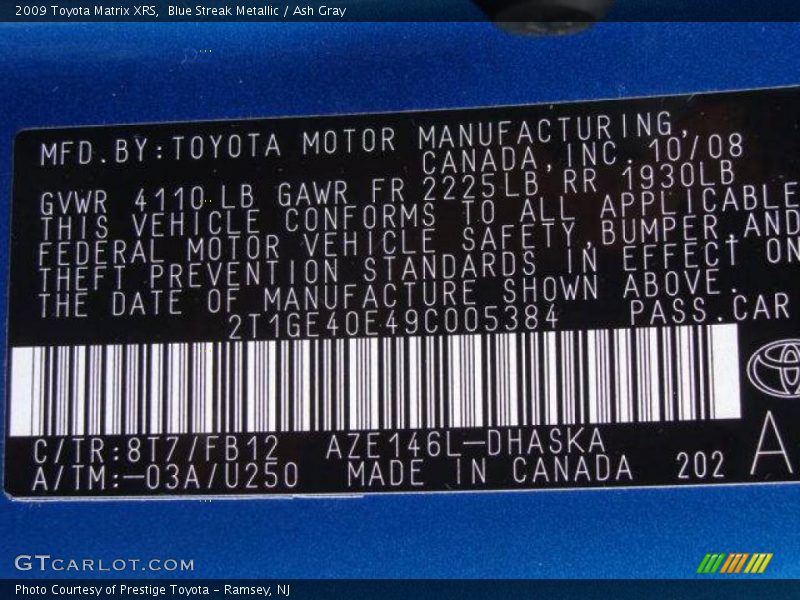 2009 Toyota Matrix XRS,  Blue Streak Metallic / Ash Gray
MFD.BY:TOYOTA MOTOR MANUFACTURING,
CANADA,INC. 10/08
GVWR 4110LB GAWR FR 2225LB RR 1930LB
THIS VEHICLE CONFORMS TO ALL APPLICABLE
FEDERAL MOTOR VEHICLE SAFETY,BUMPER,AND
THEFT PREVENTION STANDARDS IN EFFECT ON
THE DATE OF MANUFACTURE SHOWN ABOVE.
2T1GE40E49C005384 PASS.CAR
C/TR:8T7/FB12 AZE146L-DHASKA
A/TM:-03A/U250 MADE IN CANADA 202 A
GTCARLOT.COM
Photo Courtesy of Prestige Toyota - Ramsey, NJ